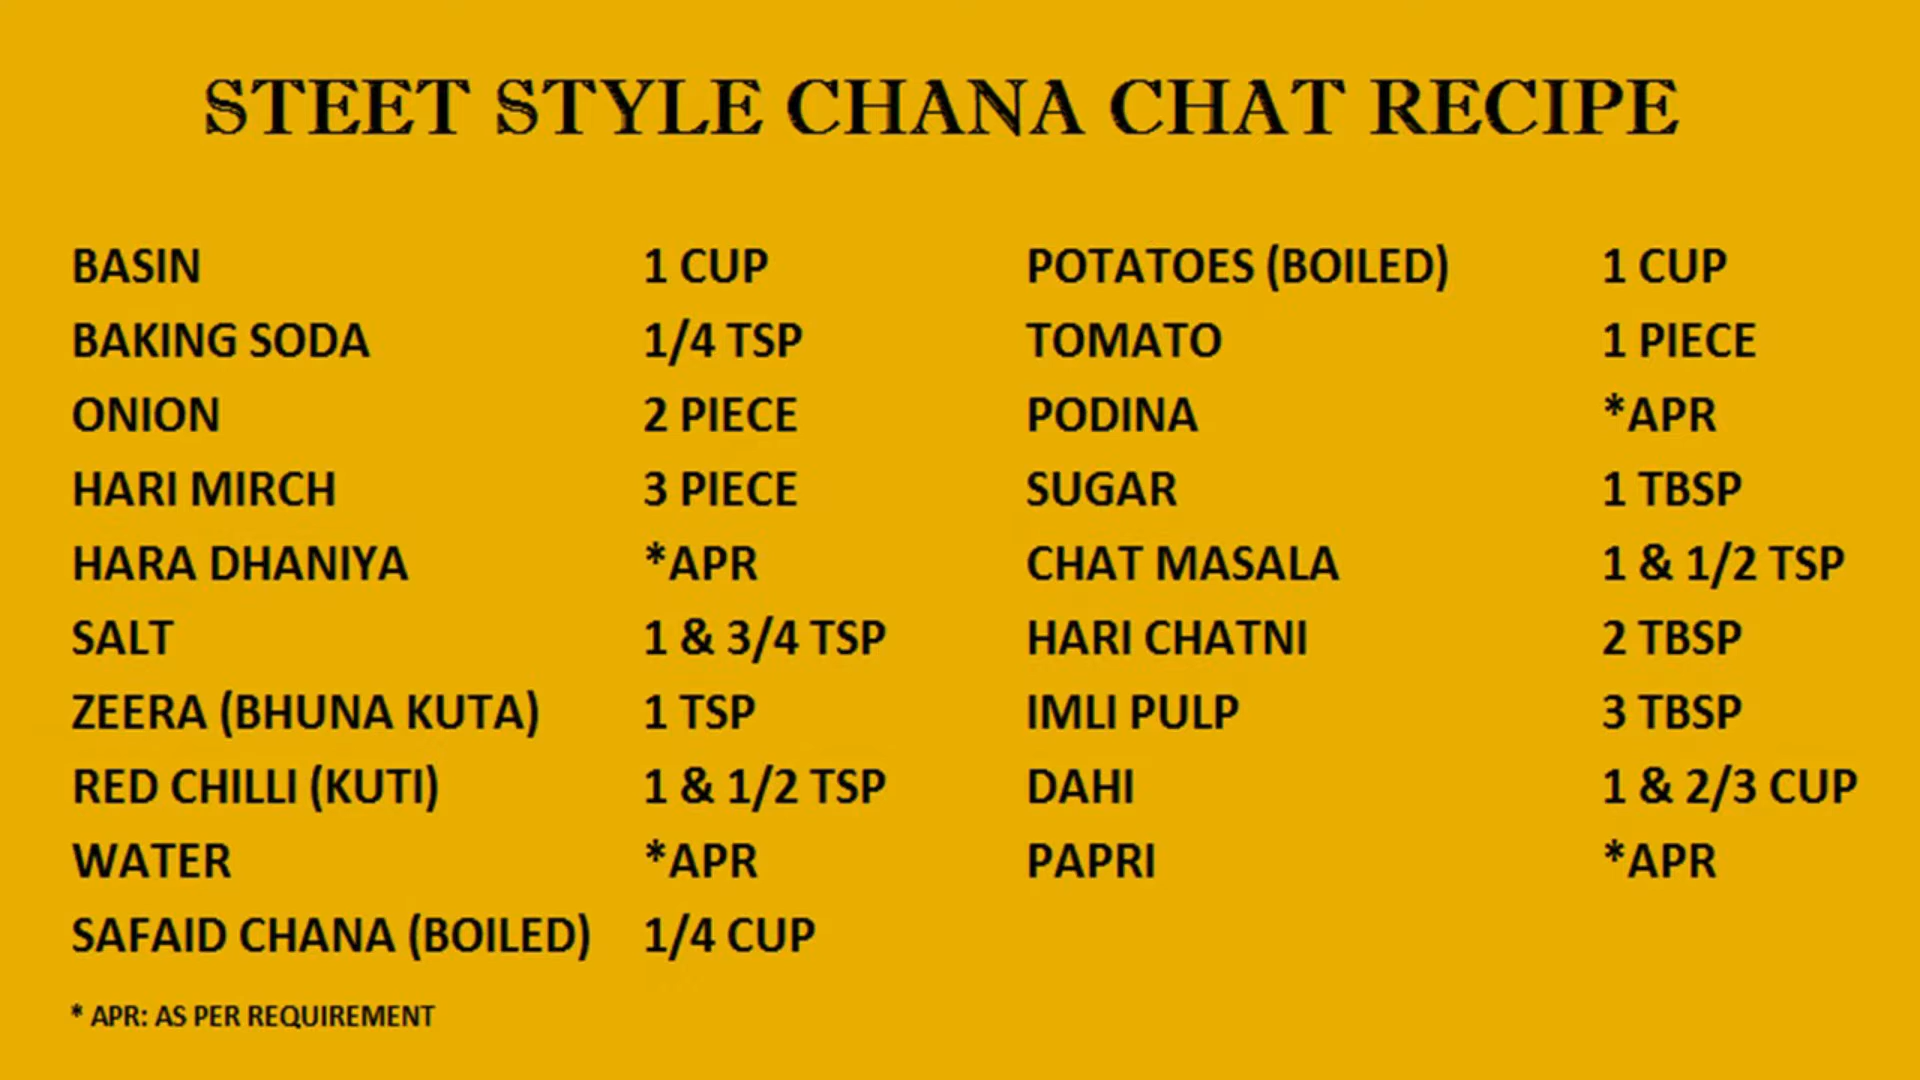 STEET STYLE CHANA CHAT RECIPE
BASIN 1 CUP
BAKING SODA 1/4 TSP
ONION 2 PIECE
HARI MIRCH 3 PIECE
HARA DHANIYA *APR
SALT 1 & 3/4 TSP
ZEERA (BHUNA KUTA) 1 TSP
RED CHILLI (KUTI) 1 & 1/2 TSP
WATER *APR
SAFAID CHANA (BOILED) 1/4 CUP
POTATOES (BOILED) 1 CUP
TOMATO 1 PIECE
PODINA *APR
SUGAR 1 TBSP
CHAT MASALA 1 & 1/2 TSP
HARI CHATNI 2 TBSP
IMLI PULP 3 TBSP
DAHI 1 & 2/3 CUP
PAPRI *APR
* APR: AS PER REQUIREMENT